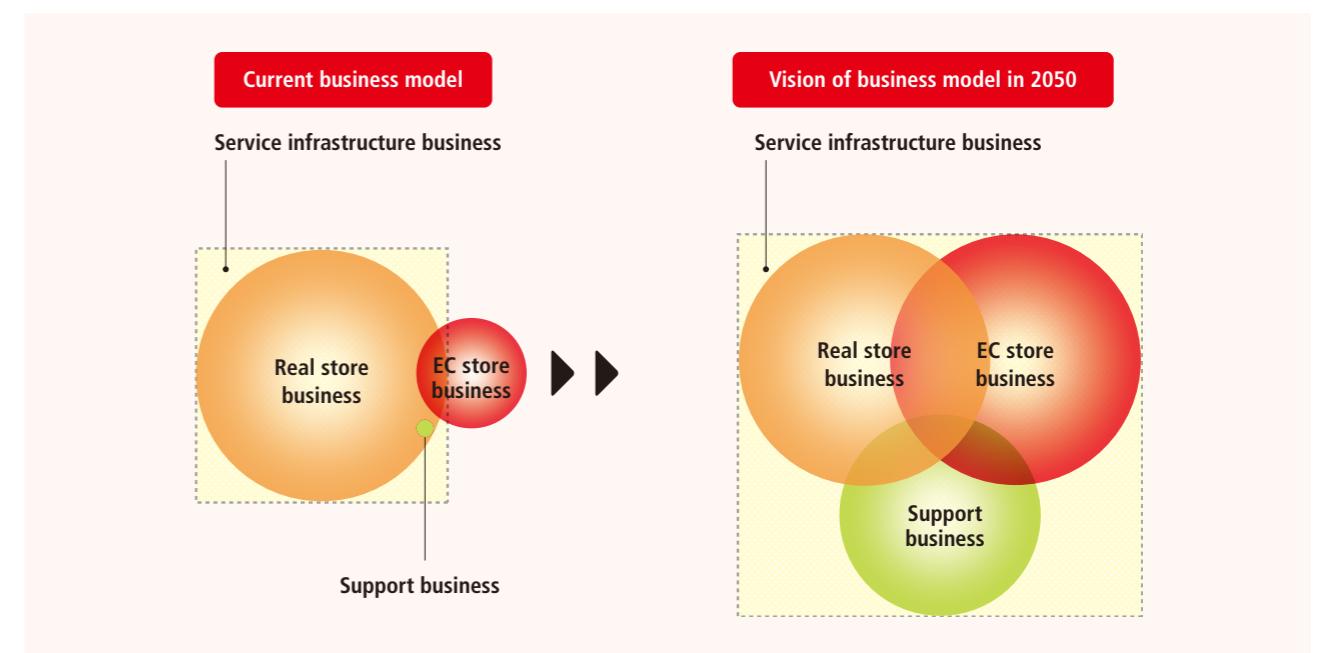 Current business model
Service infrastructure business
Real store
business
EC store
business
Support business
Vision of business model in 2050
Service infrastructure business
Real store
business
EC store
business
Support
business